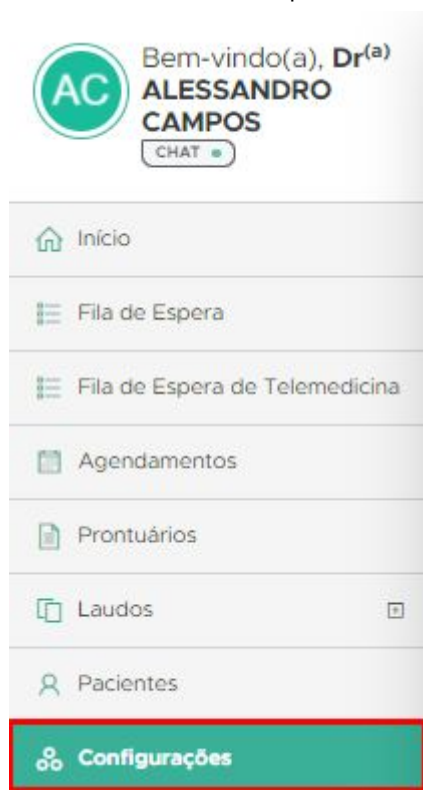 AC
Bem-vindo(a), Dr(a)
ALESSANDRO
CAMPOS
CHAT
Início
Fila de Espera
Fila de Espera de Telemedicina
Agendamentos
Prontuários
Laudos
Pacientes
Configurações